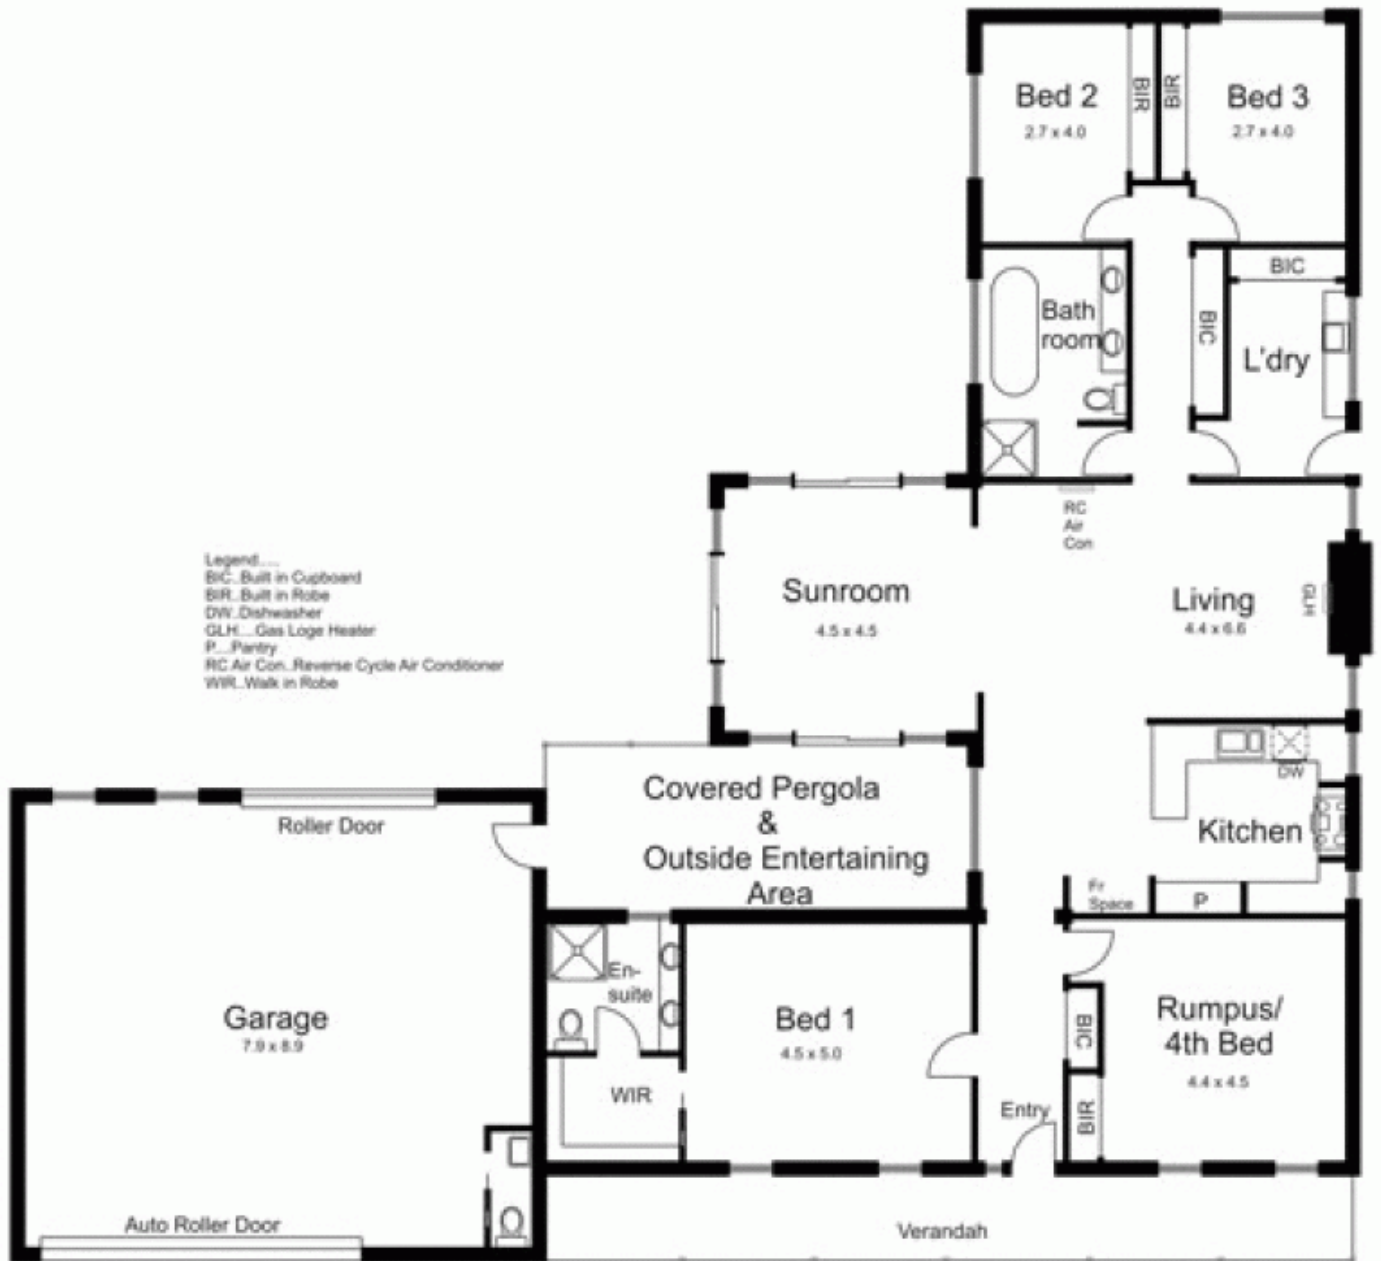 Bed 2
2.7 x 4.0
BIR
BIR
Bed 3
2.7 x 4.0
Bath
room
BIC
BIC
L'dry
RC
Air
Con
Sunroom
4.5 x 4.5
Living
4.4 x 6.6
GLH
Legend.....
BIC..Built in Cupboard
BIR..Built in Robe
DW..Dishwasher
GLH....Gas Loge Heater
P....Pantry
RC Air Con..Reverse Cycle Air Conditioner
WIR..Walk in Robe
Covered Pergola
&
Outside Entertaining
Area
DW
Kitchen
Fr
Space
P
Roller Door
Garage
7.9 x 8.9
Auto Roller Door
En-
suite
WIR
Bed 1
4.5 x 5.0
Entry
BIC
BIR
Rumpus/
4th Bed
4.4 x 4.5
Verandah